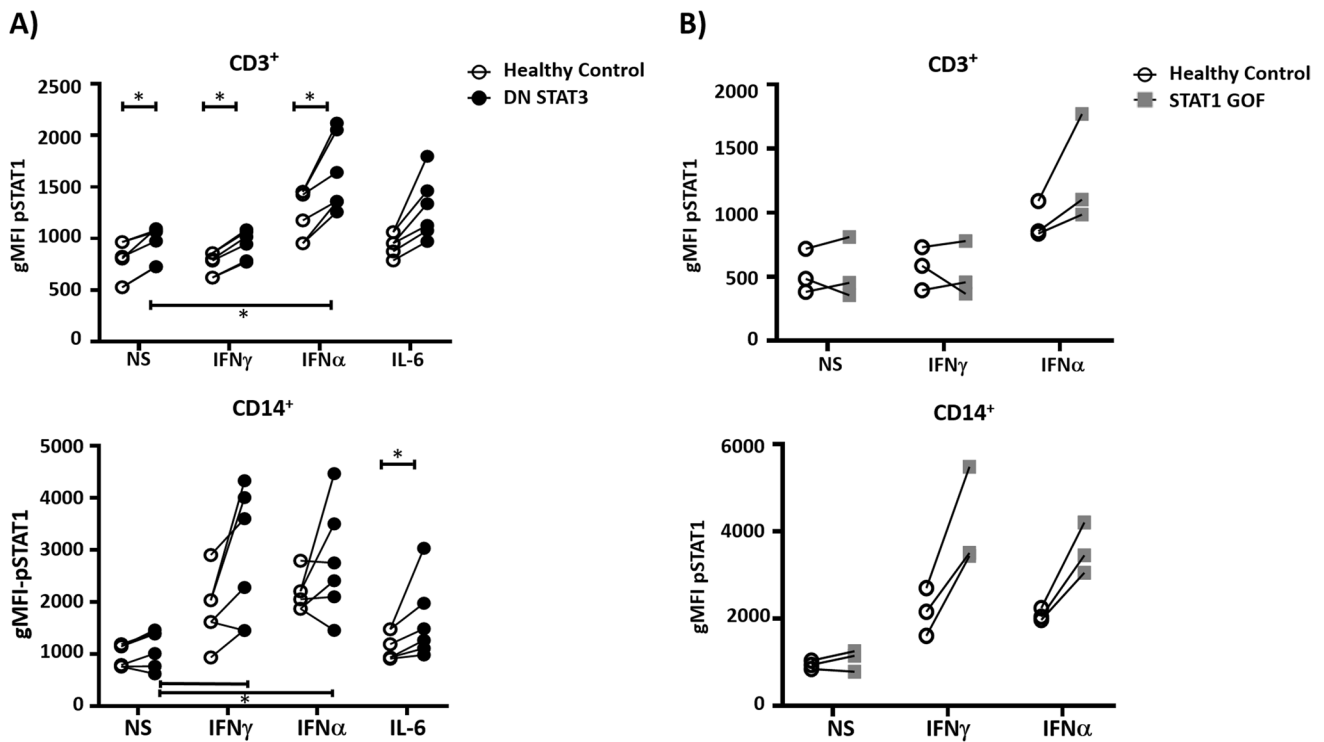 A)
CD3⁺
Healthy Control
DN STAT3
gMFI pSTAT1
2500
2000
1500
1000
500
0
* * *
*
NS IFNγ IFNα IL-6
CD14⁺
gMFI-pSTAT1
5000
4000
3000
2000
1000
0
*
*
NS IFNγ IFNα IL-6
B)
CD3⁺
Healthy Control
STAT1 GOF
gMFI pSTAT1
2000
1500
1000
500
0
NS IFNγ IFNα
CD14⁺
gMFI pSTAT1
6000
4000
2000
0
NS IFNγ IFNα